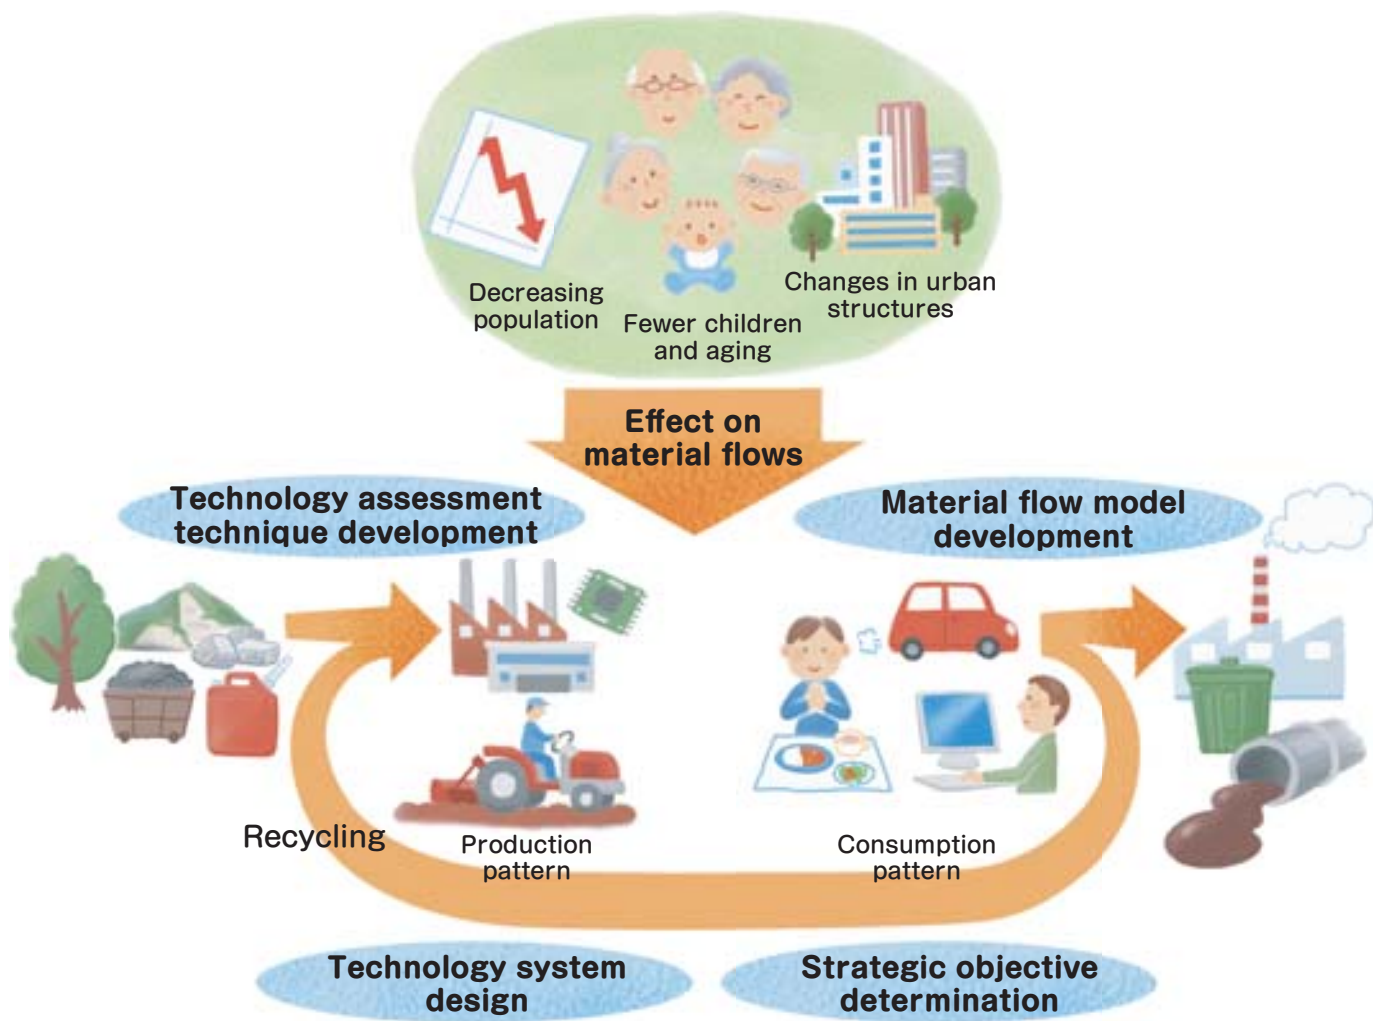 Decreasing
population
Fewer children
and aging
Changes in urban
structures
Effect on
material flows
Technology assessment
technique development
Material flow model
development
Recycling
Production
pattern
Consumption
pattern
Technology system
design
Strategic objective
determination